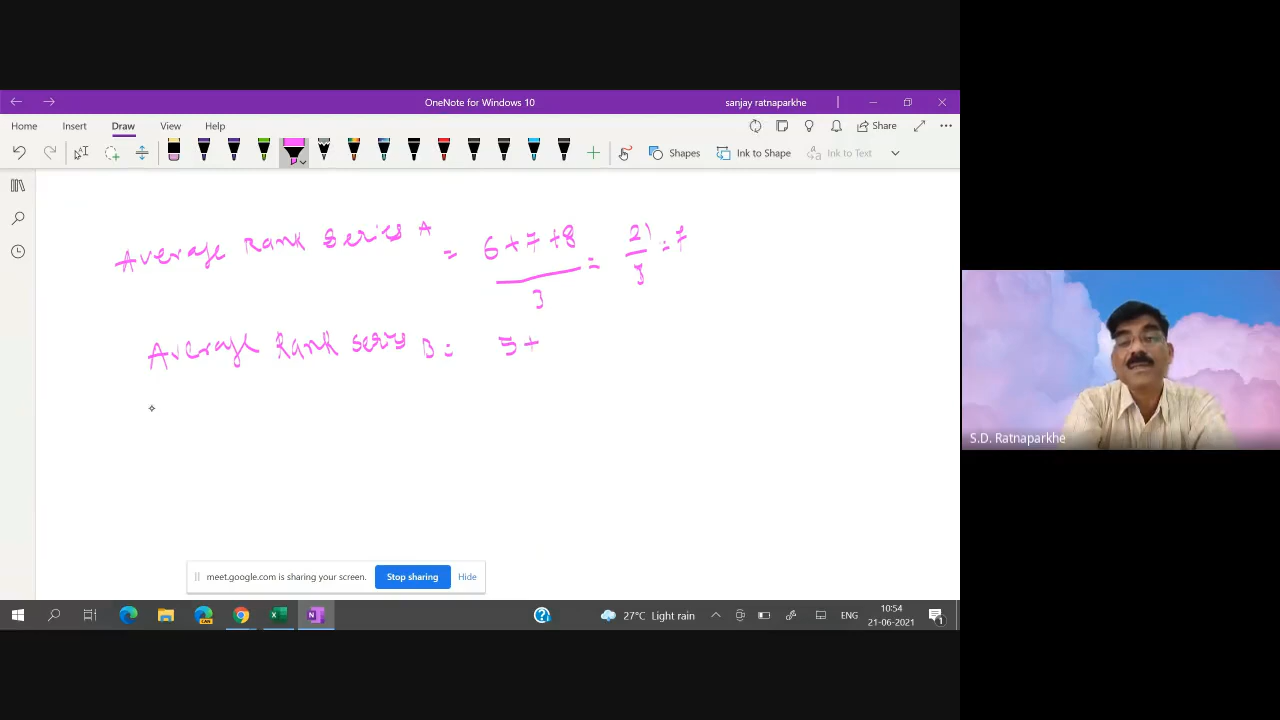 OneNote for Windows 10
sanjay ratnaparkhe
Home Insert Draw View Help
Share
Shapes Ink to Shape Ink to Text
Average Rank Series A = 6+7+8 / 3 = 21 / 3 = 7
Average Rank series B = 5 +
S.D. Ratnaparkhe
meet.google.com is sharing your screen. Stop sharing Hide
CAN
27°C Light rain
ENG
10:54
21-06-2021
1